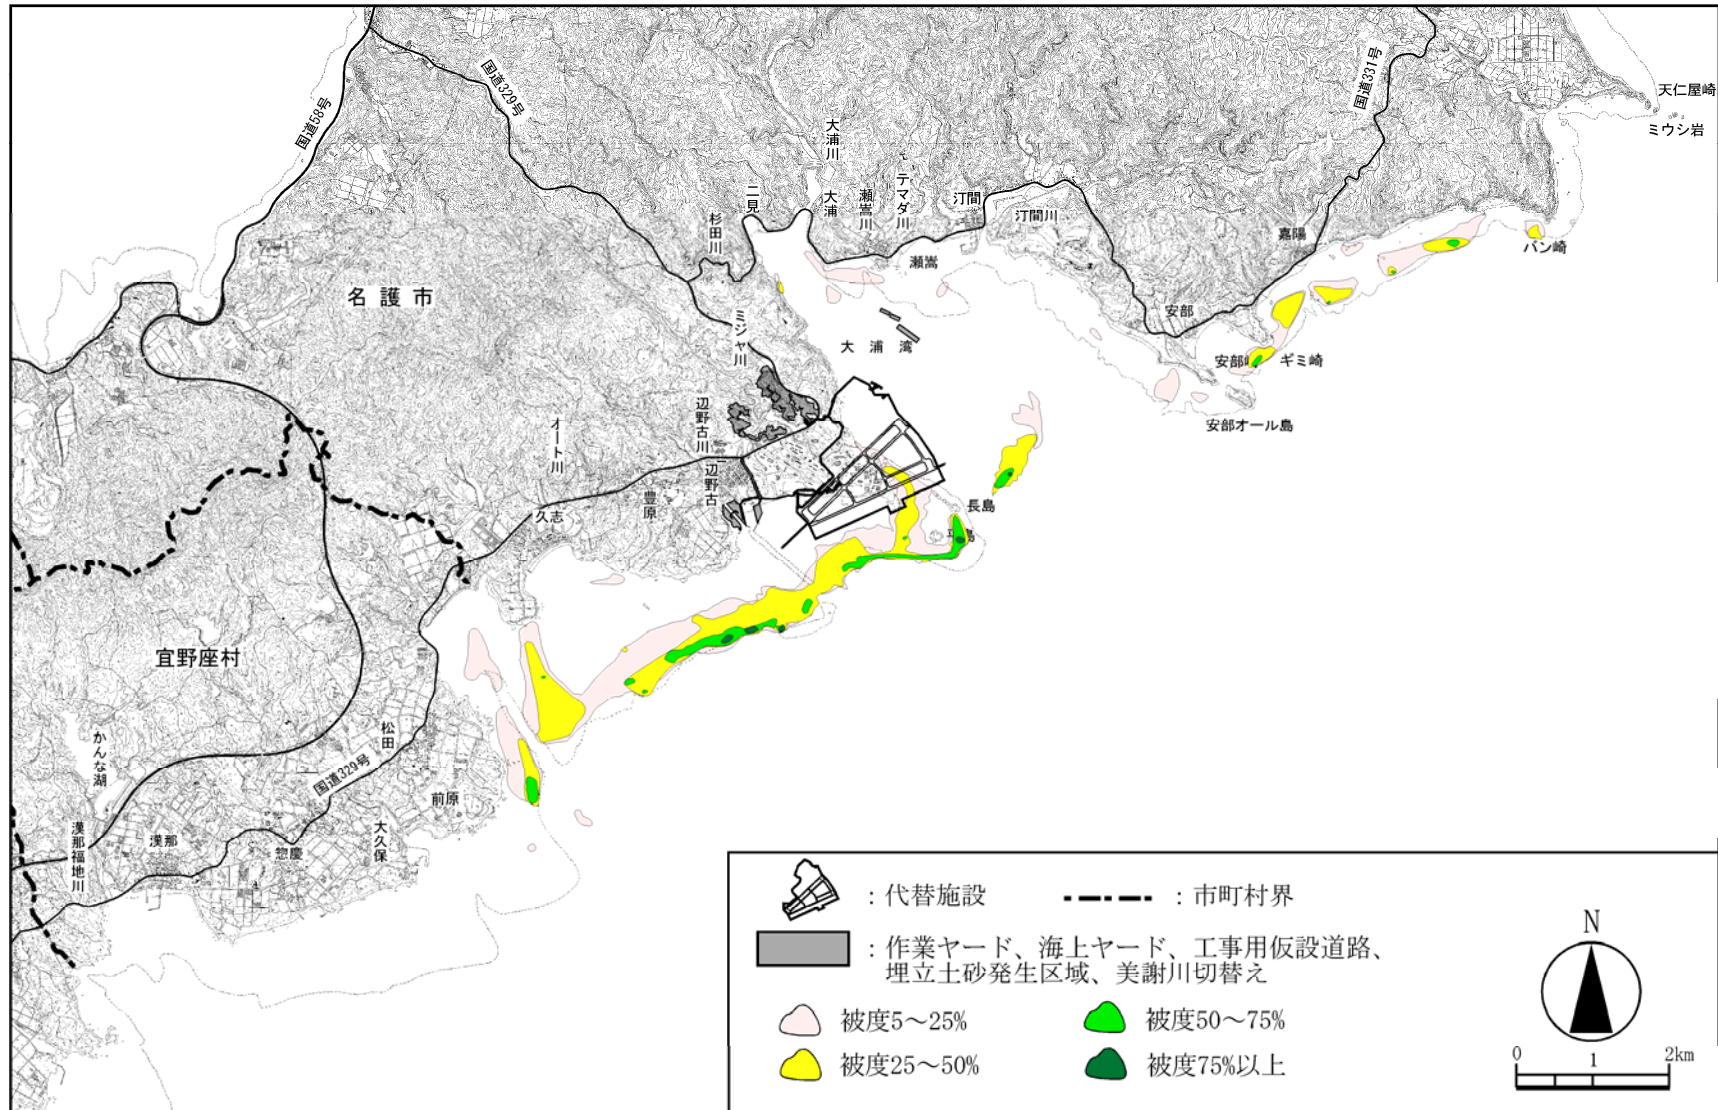 国道58号
国道329号
国道331号
天仁屋崎
ミウシ岩
大浦川
テマダ川
二見
大浦
瀬嵩川
汀間
杉田川
汀間川
嘉陽
バン崎
瀬嵩
名護市
ミジャ川
大浦湾
安部
安部崎
ギミ崎
安部オール島
辺野古川
オート川
辺野古
豊原
久志
長島
平島
宜野座村
かんな湖
松田
国道329号
前原
漢那福地川
漢那
惣慶
大久保
:代替施設
:市町村界
:作業ヤード、海上ヤード、工事用仮設道路、
埋立土砂発生区域、美謝川切替え
被度5～25%
被度50～75%
被度25～50%
被度75%以上
N
0 1 2km